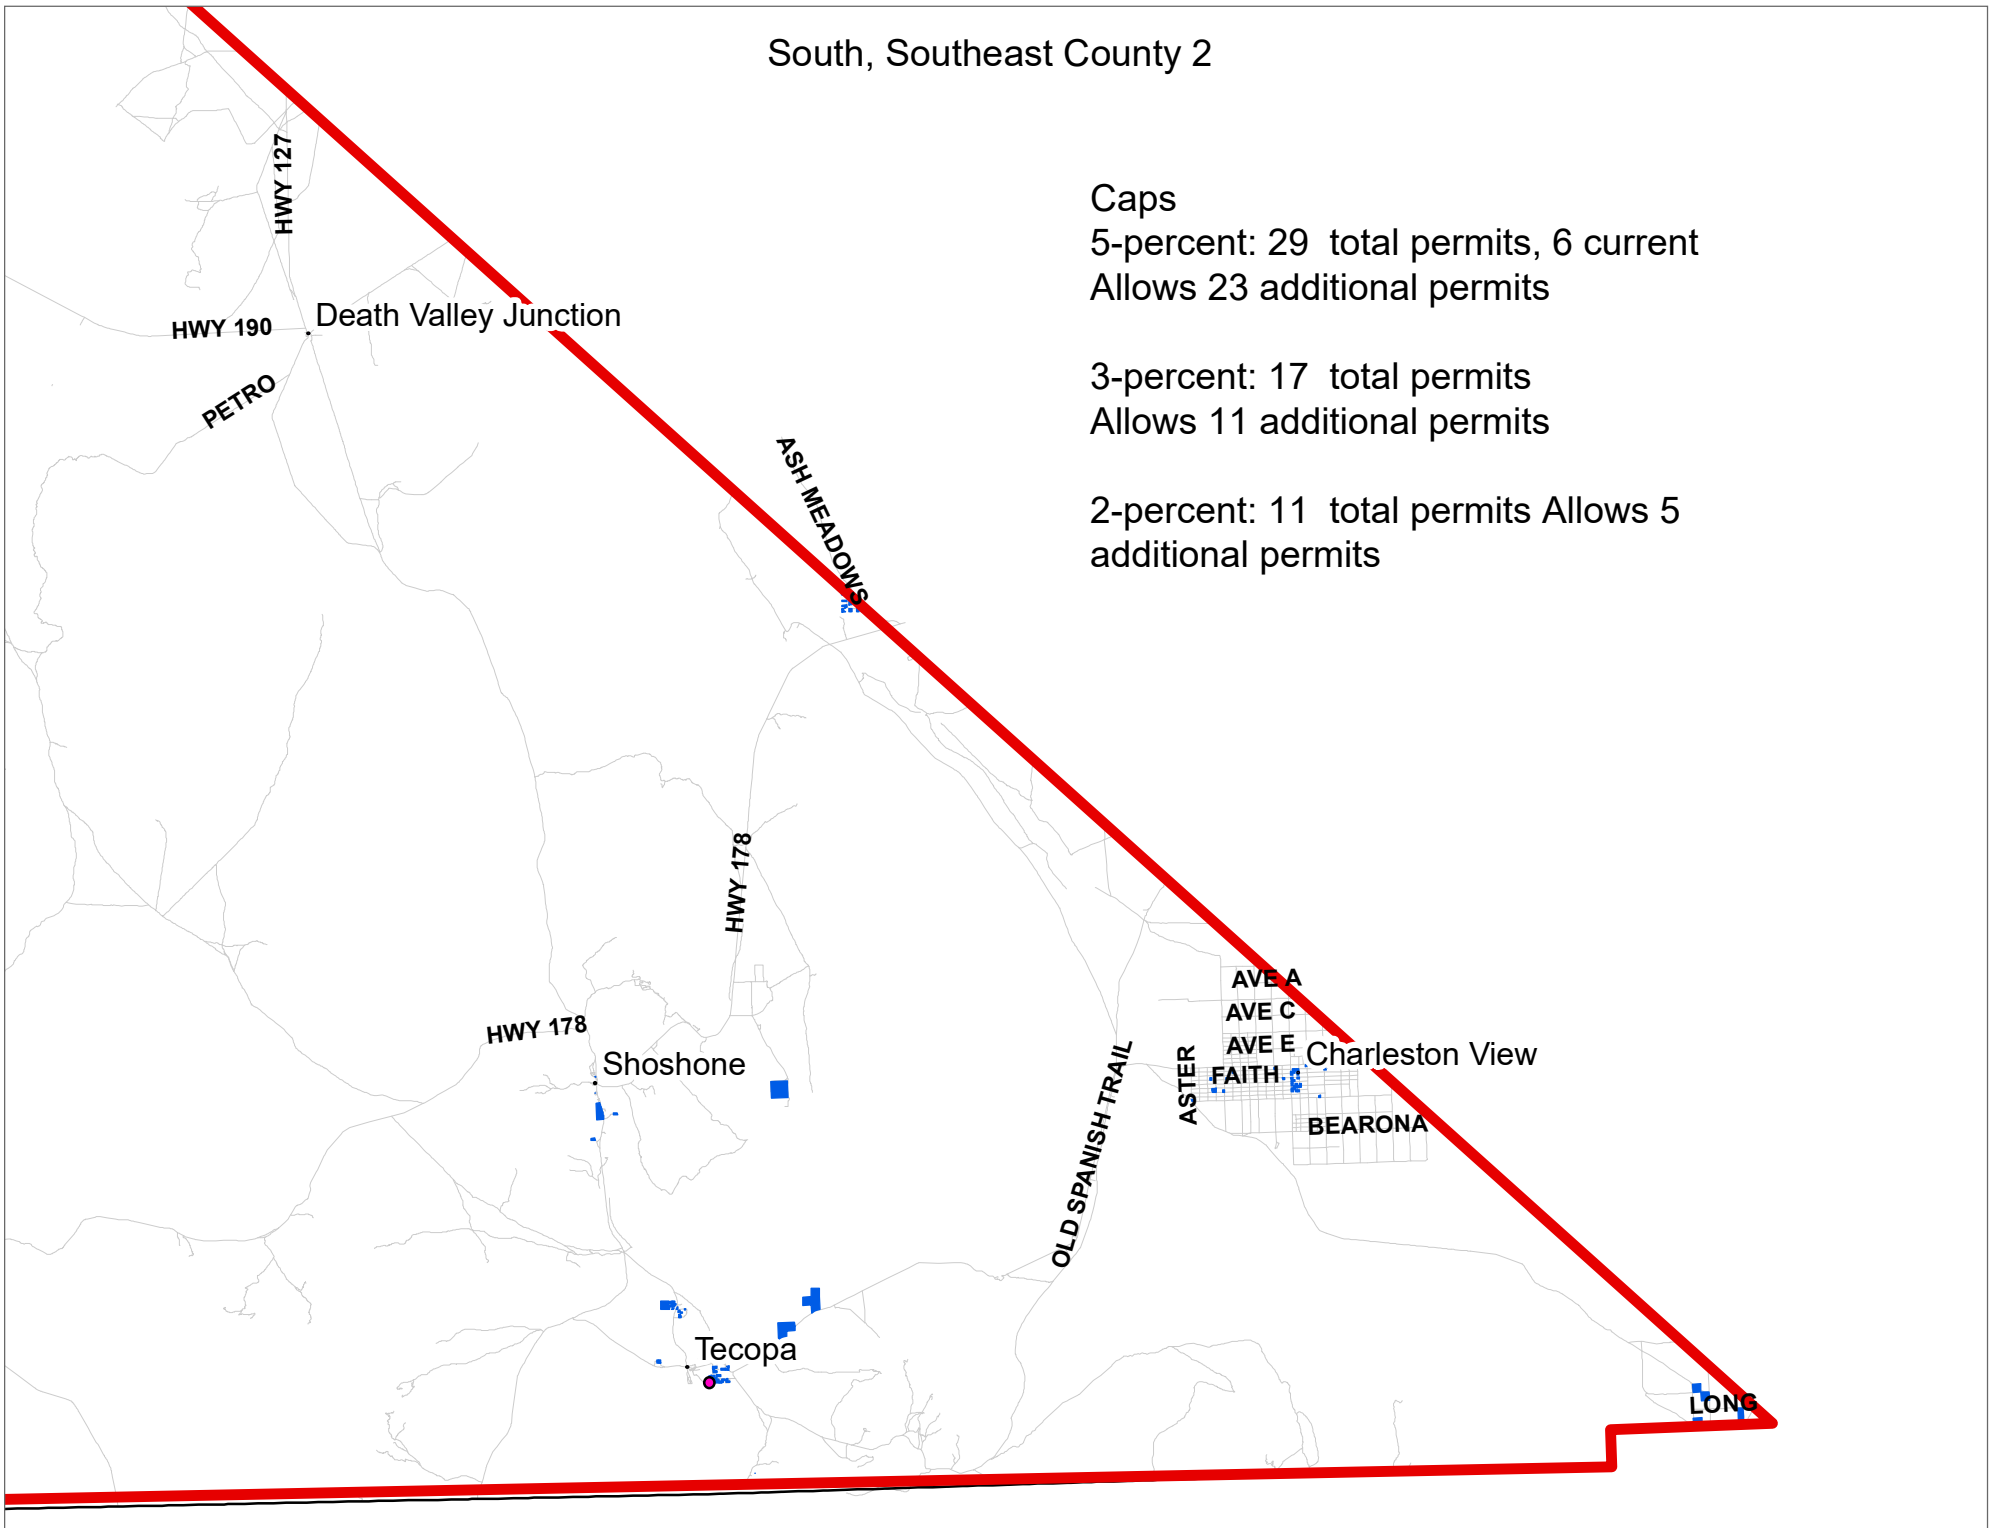 South, Southeast County 2
HWY 127
Caps
5-percent: 29 total permits, 6 current
Allows 23 additional permits
Death Valley Junction
HWY 190
3-percent: 17 total permits
Allows 11 additional permits
PETRO
ASH MEADOWS
2-percent: 11 total permits Allows 5
additional permits
HWY 178
AVE A
AVE C
HWY 178
AVE E
Charleston View
Shoshone
ASTER
FAITH
BEARONA
OLD SPANISH TRAIL
Tecopa
LONG